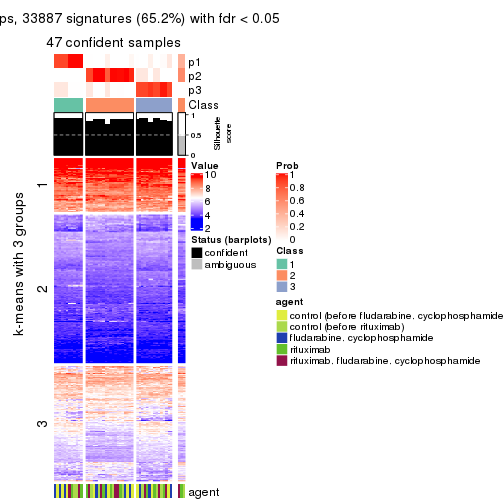 ps, 33887 signatures (65.2%) with fdr < 0.05
47 confident samples
p1
p2
p3
Class
1
0.5
0
Silhouette
score
k-means with 3 groups
1
2
3
Value
10
8
6
4
2
Status (barplots)
confident
ambiguous
Prob
1
0.8
0.6
0.4
0.2
0
Class
1
2
3
agent
control (before fludarabine. cyclophosphamide
control (before rituximab)
fludarabine. cyclophosphamide
rituximab
rituximab. fludarabine. cyclophosphamide
agent